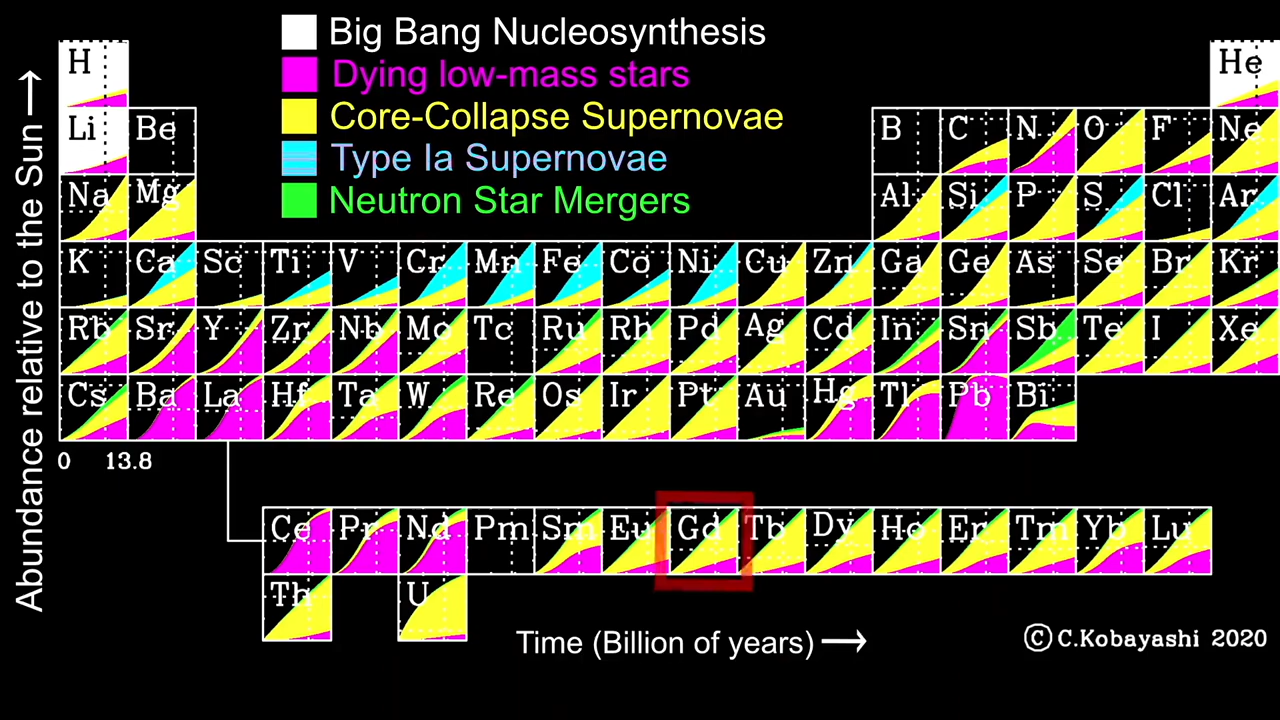 Big Bang Nucleosynthesis
Dying low-mass stars
Core-Collapse Supernovae
Type Ia Supernovae
Neutron Star Mergers
Abundance relative to the Sun →
H He
Li Be B C N O F Ne
Na Mg Al Si P S Cl Ar
K Ca Sc Ti V Cr Mn Fe Co Ni Cu Zn Ga Ge As Se Br Kr
Rb Sr Y Zr Nb Mo Tc Ru Rh Pd Ag Cd In Sn Sb Te I Xe
Cs Ba La Hf Ta W Re Os Ir Pt Au Hg Tl Pb Bi
0 13.8
Ce Pr Nd Pm Sm Eu Gd Tb Dy Ho Er Tm Yb Lu
Th U
Time (Billion of years) →
© C.Kobayashi 2020